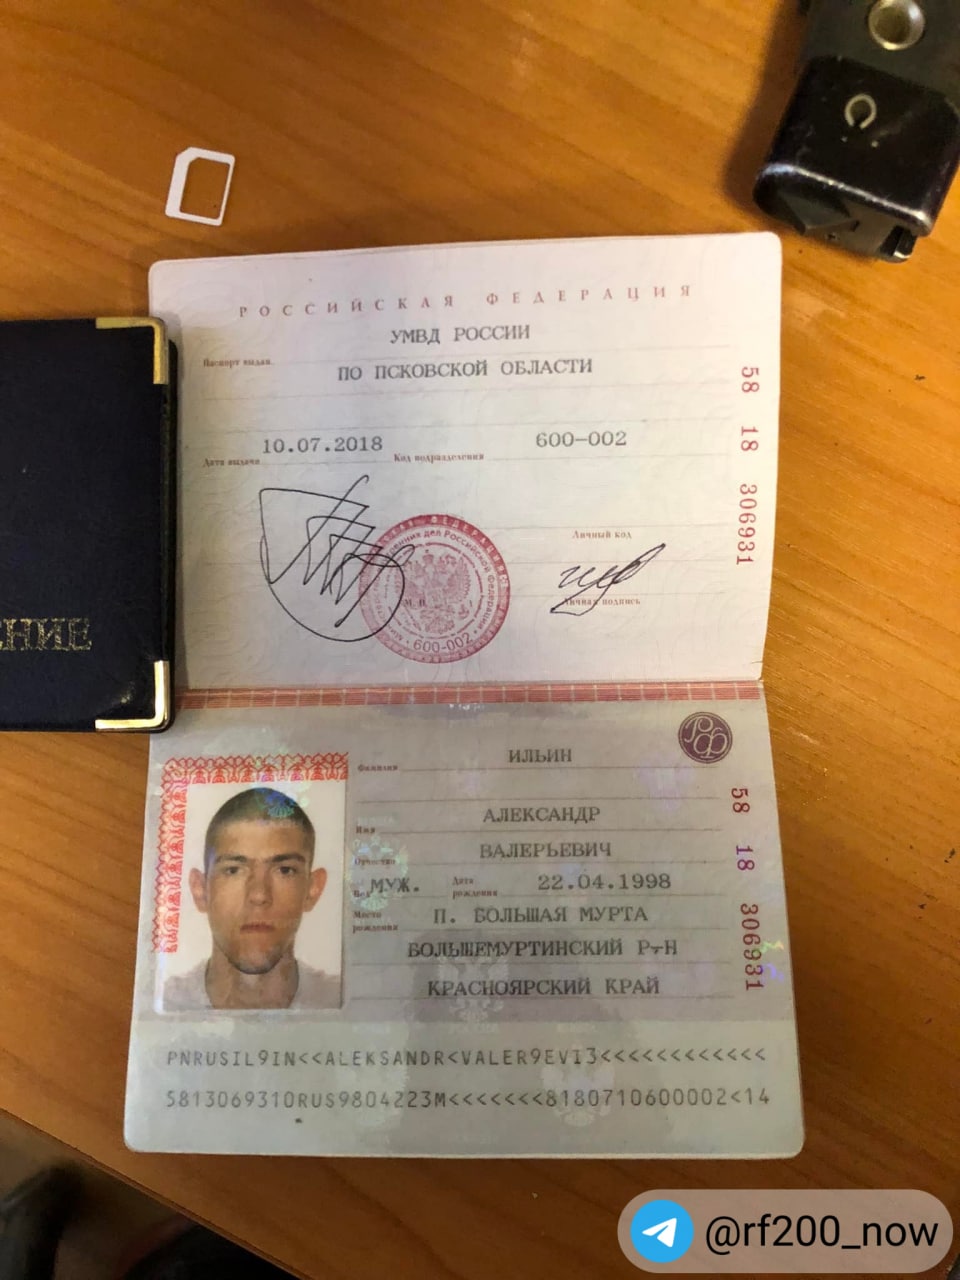 РОССИЙСКАЯ ФЕДЕРАЦИЯ
УМВД РОССИИ
Паспорт выдан
ПО ПСКОВСКОЙ ОБЛАСТИ
10.07.2018
600-002
Дата выдачи
Код подразделения
58 18 306931
Личный код
Личная подпись
М. П.
600-002
ЕНИЕ
РФ
ИЛЬИН
Фамилия
АЛЕКСАНДР
Имя
ВАЛЕРЬЕВИЧ
Отчество
Пол МУЖ. Дата рождения 22.04.1998
Место рождения П. БОЛЬШАЯ МУРТА
БОЛЬШЕМУРТИНСКИЙ Р-Н
КРАСНОЯРСКИЙ КРАЙ
58 18 306931
PNRUSIL9IN<<ALEKSANDR<VALER9EVI3<<<<<<<<<<<<
5813069310RUS9804223M<<<<<<<8180710600002<14
@rf200_now